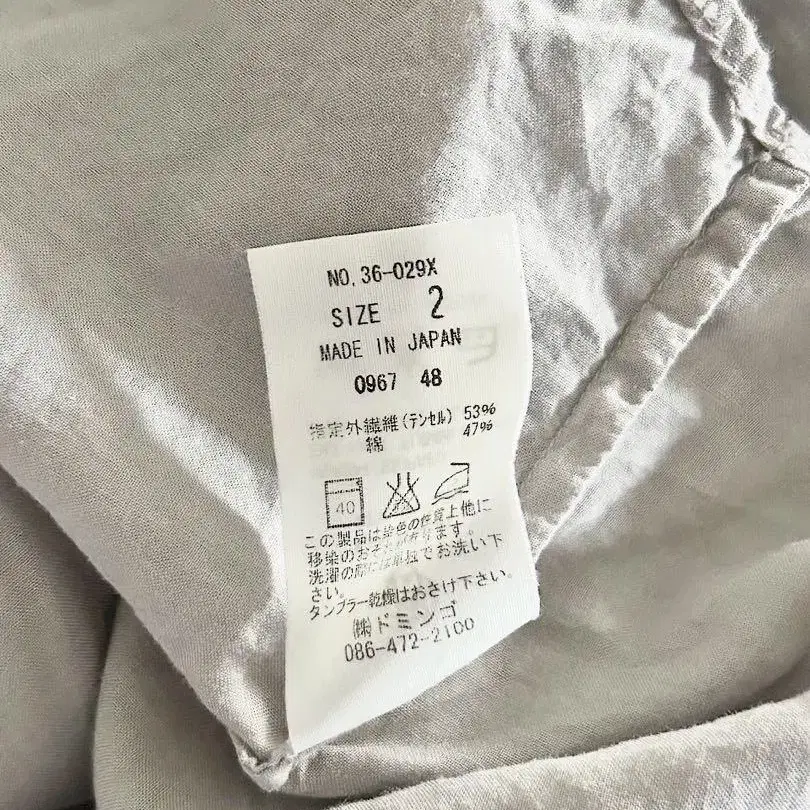 NO. 36-029X
SIZE 2
MADE IN JAPAN
0967 48
指定外繊維(テンセル) 53%
綿 47%
40
この製品は染色の性質上他に
移染のおそれが有ります。
洗濯の際には単独でお洗い下
さい。
タンブラー乾燥はおさけ下さい。
㈱ドミンゴ
086-472-2100